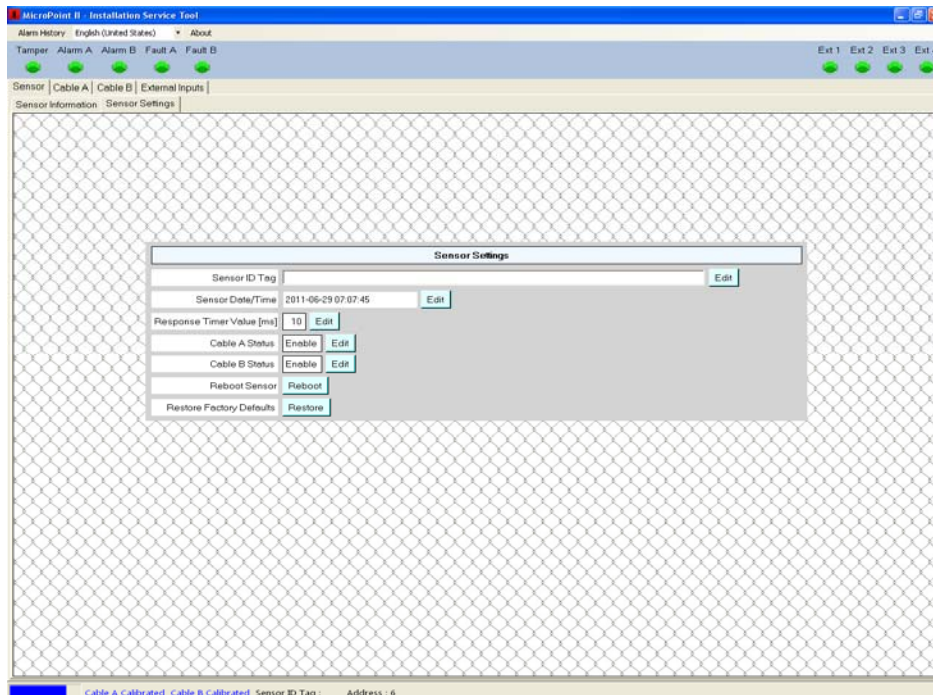 MicroPoint II - Installation Service Tool
Alarm History English (United States) About
Tamper Alarm A Alarm B Fault A Fault B Ext 1 Ext 2 Ext 3 Ext
Sensor Cable A Cable B External Inputs
Sensor Information Sensor Settings
Sensor Settings
Sensor ID Tag Edit
Sensor Date/Time 2011-06-29 07:07:45 Edit
Response Timer Value [ms] 10 Edit
Cable A Status Enable Edit
Cable B Status Enable Edit
Reboot Sensor Reboot
Restore Factory Defaults Restore
Cable A Calibrated Cable B Calibrated Sensor ID Tag : Address : 6